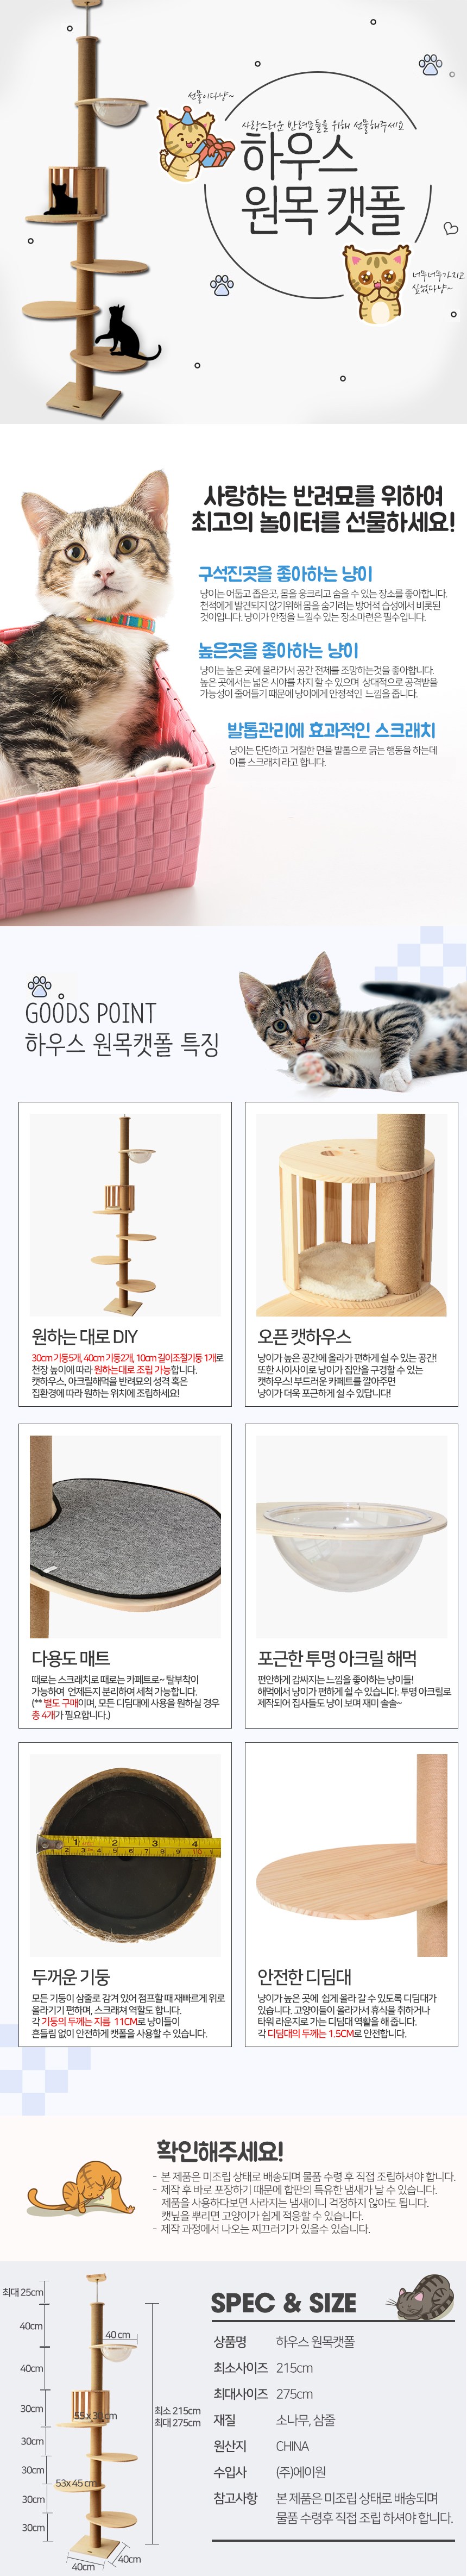 선물이다냥~
사랑스러운 반려묘들을 위해 선물해주세요
하우스
원목 캣폴
너무너무가지고
싶었다냥~
사랑하는 반려묘를 위하여
최고의 놀이터를 선물하세요!
구석진곳을 좋아하는 냥이
냥이는 어둡고 좁은곳, 몸을 웅크리고 숨을 수 있는 장소를 좋아합니다.
천적에게 발견되지 않기위해 몸을 숨기려는 방어적 습성에서 비롯된
것이입니다. 냥이가 안정을 느낄수 있는 장소마련은 필수입니다.
높은곳을 좋아하는 냥이
냥이는 높은 곳에 올라가서 공간 전체를 조망하는것을 좋아합니다.
높은 곳에서는 넓은 시야를 차지 할 수 있으며 상대적으로 공격받을
가능성이 줄어들기 때문에 냥이에게 안정적인 느낌을 줍니다.
발톱관리에 효과적인 스크래치
냥이는 단단하고 거칠한 면을 발톱으로 긁는 행동을 하는데
이를 스크래치 라고 합니다.
GOODS POINT
하우스 원목캣폴 특징
원하는 대로 DIY
30cm 기둥5개, 40cm 기둥2개, 10cm 길이조절기둥 1개로
천장 높이에 따라 원하는대로 조립 가능합니다.
캣하우스, 아크릴해먹을 반려묘의 성격 혹은
집환경에 따라 원하는 위치에 조립하세요!
오픈 캣하우스
냥이가 높은 공간에 올라가 편하게 쉴 수 있는 공간!
또한 사이사이로 냥이가 집안을 구경할 수 있는
캣하우스! 부드러운 카페트를 깔아주면
냥이가 더욱 포근하게 쉴 수 있답니다!
다용도 매트
때로는 스크래치로 때로는 카페트로~ 탈부착이
가능하여 언제든지 분리하여 세척 가능합니다.
(** 별도 구매이며, 모든 디딤대에 사용을 원하실 경우
총 4개가 필요합니다.)
포근한 투명 아크릴 해먹
편안하게 감싸지는 느낌을 좋아하는 냥이들!
해먹에서 냥이가 편하게 쉴 수 있습니다. 투명 아크릴로
제작되어 집사들도 냥이 보며 재미 솔솔~
1 2 3 4
1 2 3 4 5 6 7 8 9 10
두꺼운 기둥
모든 기둥이 삼줄로 감겨 있어 점프할 때 재빠르게 위로
올라기기 편하며, 스크래쳐 역할도 합니다.
각 기둥의 두께는 지름 11CM로 냥이들이
흔들림 없이 안전하게 캣폴을 사용할 수 있습니다.
안전한 디딤대
냥이가 높은 곳에 쉽게 올라 갈 수 있도록 디딤대가
있습니다. 고양이들이 올라가서 휴식을 취하거나
타워 라운지로 가는 디딤대 역활을 해 줍니다.
각 디딤대의 두께는 1.5CM로 안전합니다.
확인해주세요!
- 본 제품은 미조립 상태로 배송되며 물품 수령 후 직접 조립하셔야 합니다.
- 제작 후 바로 포장하기 때문에 합판의 특유한 냄새가 날 수 있습니다.
제품을 사용하다보면 사라지는 냄새이니 걱정하지 않아도 됩니다.
캣닢을 뿌리면 고양이가 쉽게 적응할 수 있습니다.
- 제작 과정에서 나오는 찌끄러기가 있을수 있습니다.
최대 25cm
40cm
40cm
30cm
30cm
30cm
30cm
30cm
40 cm
55 x 38 cm
53x 45 cm
최소 215cm
최대 275cm
40cm
40cm
SPEC & SIZE
상품명 하우스 원목캣폴
최소사이즈 215cm
최대사이즈 275cm
재질 소나무, 삼줄
원산지 CHINA
수입사 (주)에이원
참고사항 본 제품은 미조립 상태로 배송되며
물품 수령후 직접 조립 하셔야 합니다.